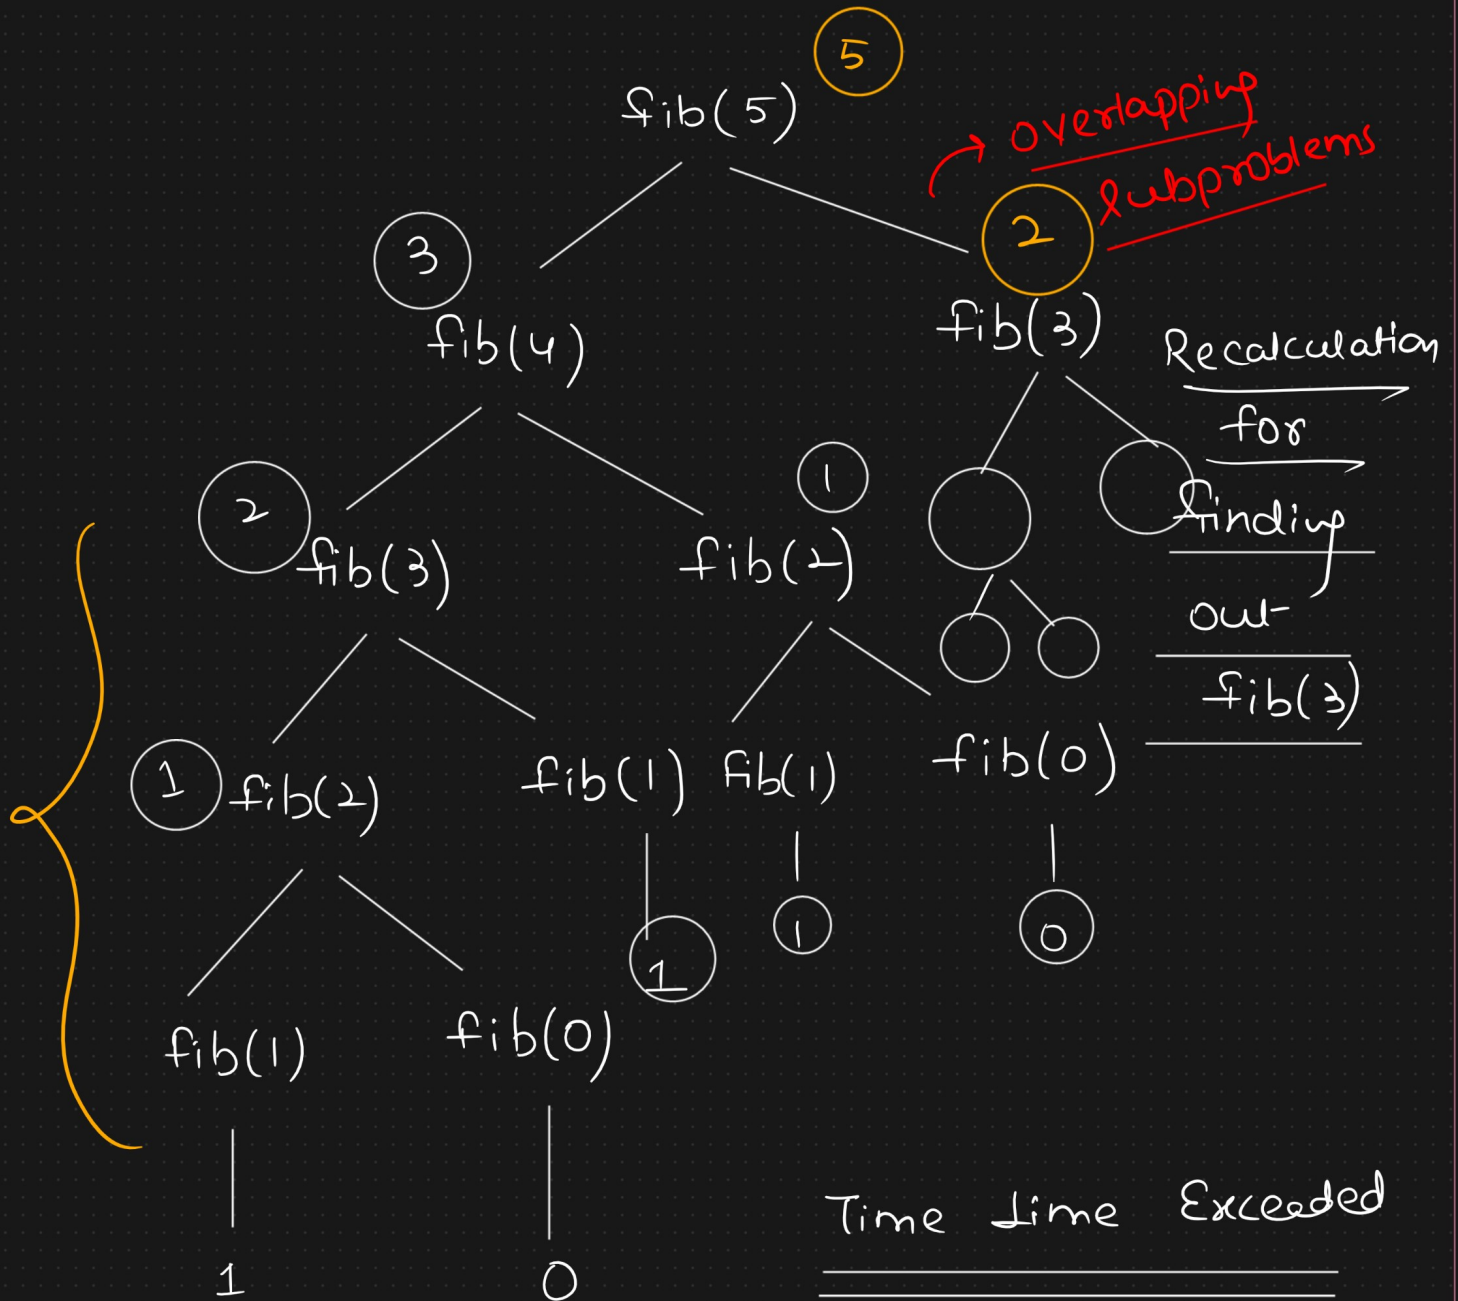 5
fib(5)
overlapping
subproblems
3
2
fib(4)
fib(3)
Recalculation
for
finding
out
fib(3)
2
fib(3)
1
fib(2)
1
fib(2)
fib(1)
fib(1)
fib(0)
1
1
0
fib(1)
fib(0)
1
0
Time Lime Exceeded